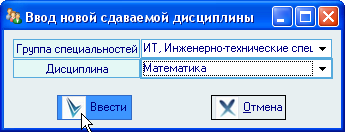 Ввод новой сдаваемой дисциплины
Группа специальностей ИТ, Инженерно-технические спец
Дисциплина Математика
Ввести Отмена